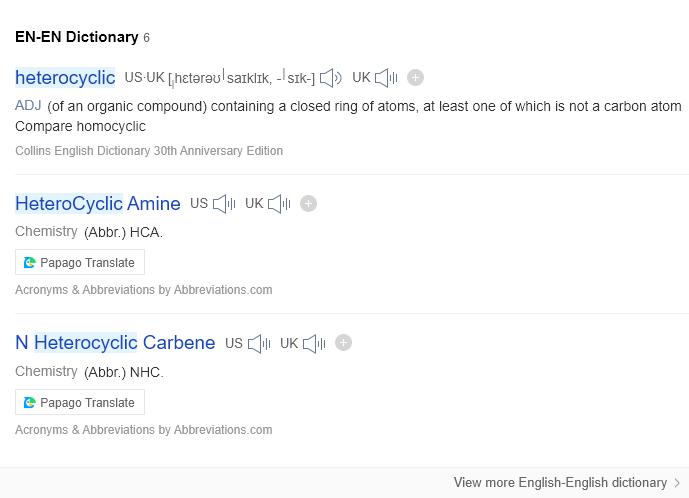 EN-EN Dictionary 6
heterocyclic US·UK [ˌhɛtərəʊˈsaɪklɪk, -ˈsɪk-] UK
ADJ (of an organic compound) containing a closed ring of atoms, at least one of which is not a carbon atom
Compare homocyclic
Collins English Dictionary 30th Anniversary Edition
HeteroCyclic Amine US UK
Chemistry (Abbr.) HCA.
Papago Translate
Acronyms & Abbreviations by Abbreviations.com
N Heterocyclic Carbene US UK
Chemistry (Abbr.) NHC.
Papago Translate
Acronyms & Abbreviations by Abbreviations.com
View more English-English dictionary